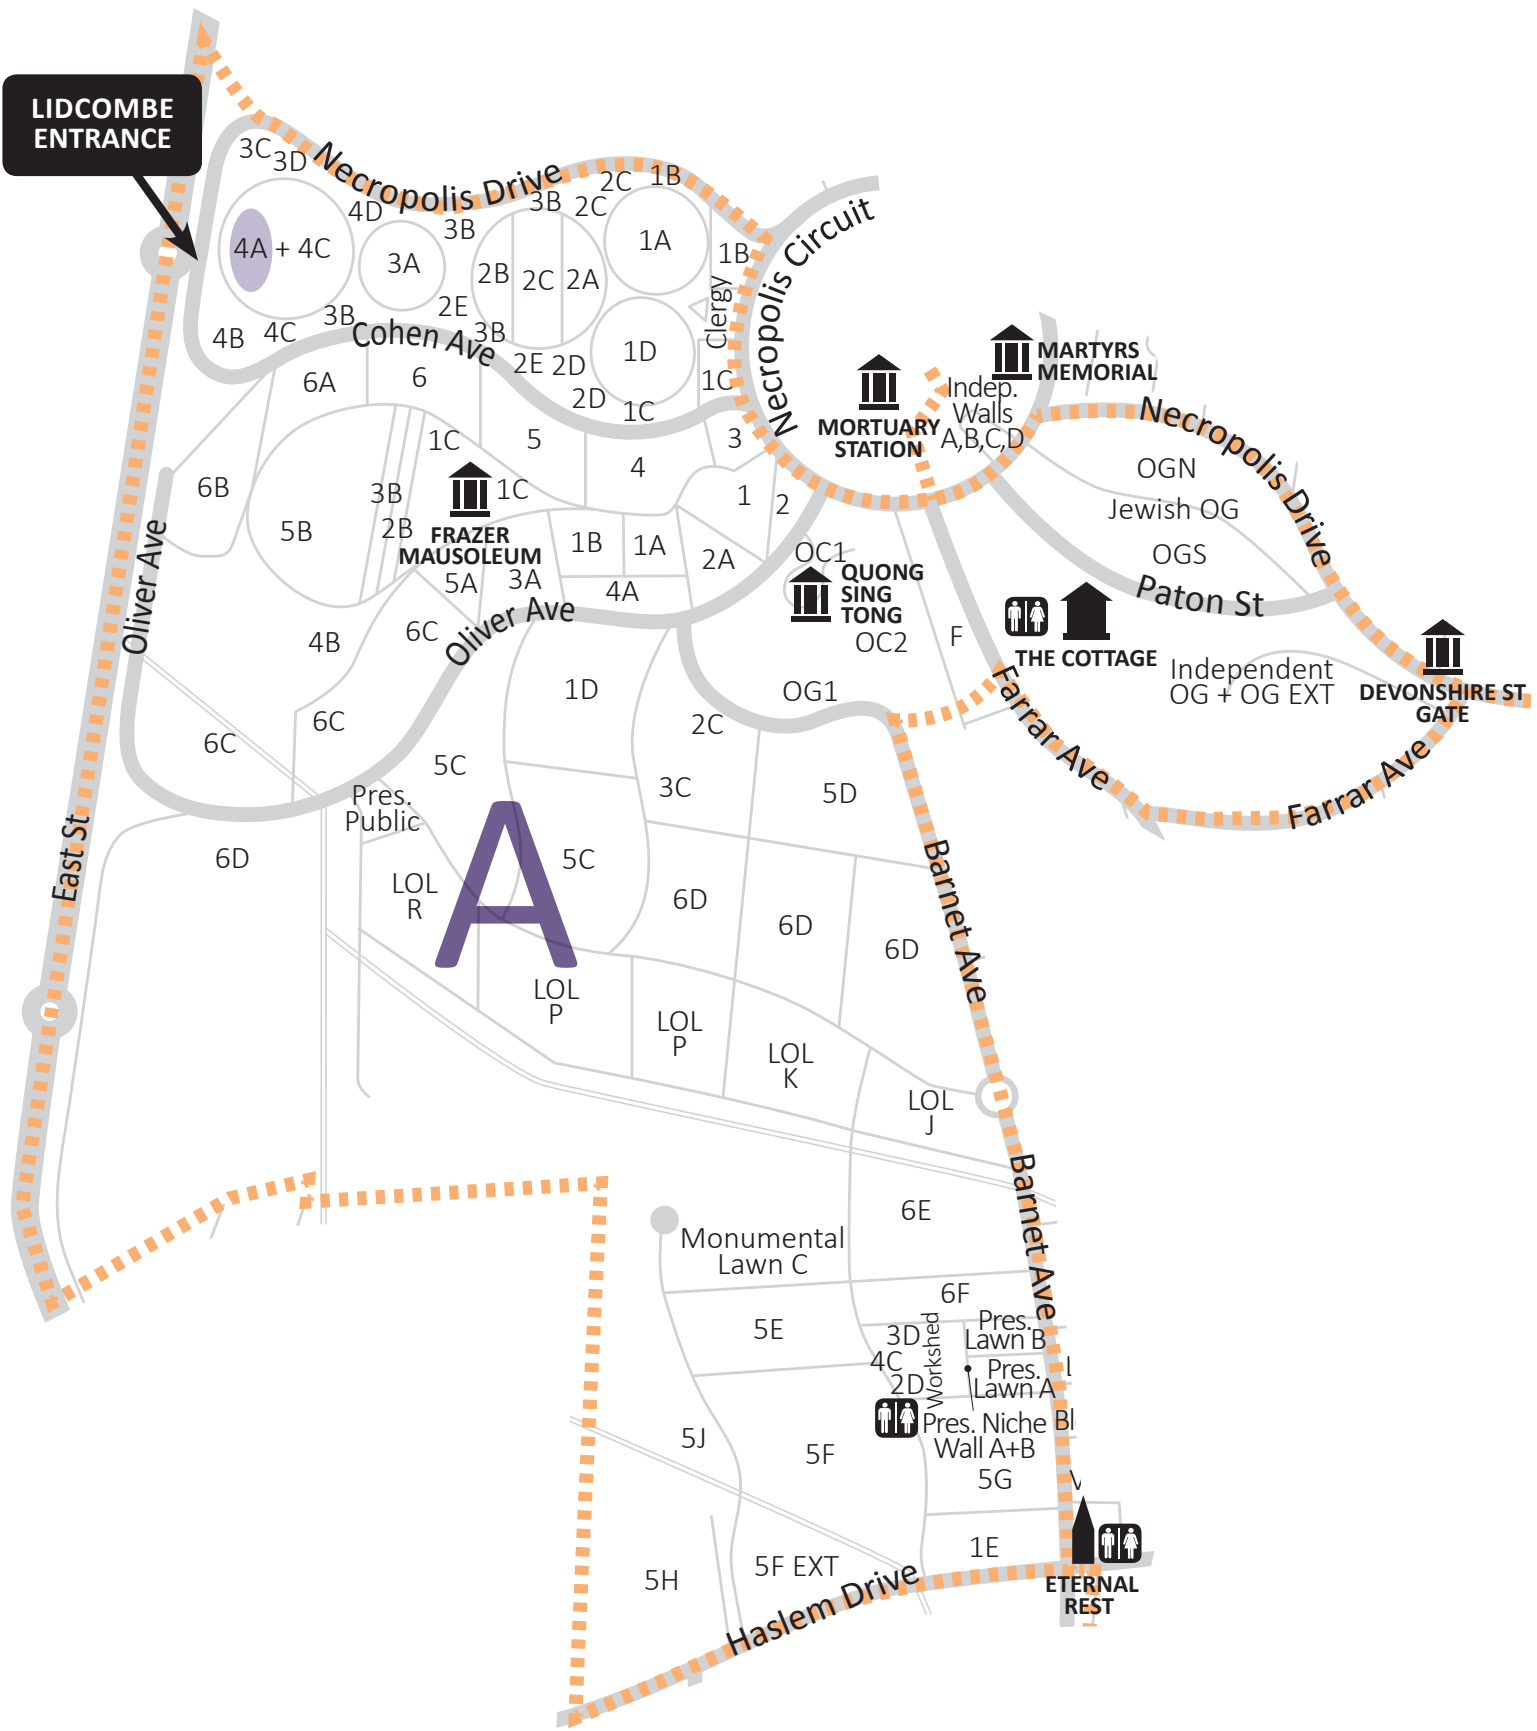 LIDCOMBE
ENTRANCE
3C
3D
Necropolis Drive
2C
1B
4D
3B
2C
3B
4A + 4C
3A
2B
2C
2A
1A
1B
Clergy
Necropolis Circuit
2E
3B
4B
4C
Cohen Ave
3B
2E
2D
1D
2D
1C
1C
6A
6
MARTYRS
MEMORIAL
Indep.
Walls
A,B,C,D
MORTUARY
STATION
Necropolis Drive
1C
5
3
4
6B
3B
1C
1
2
OGN
Jewish OG
OGS
5B
2B
FRAZER
MAUSOLEUM
1B
1A
2A
OC1
QUONG
SING
TONG
Oliver Ave
5A
3A
4A
Oliver Ave
Paton St
4B
6C
OC2
F
THE COTTAGE
Independent
OG + OG EXT
DEVONSHIRE ST
GATE
1D
OG1
Farrar Ave
Farrar Ave
6C
6C
2C
5C
3C
5D
Pres.
Public
East St
6D
A
5C
LOL
R
6D
6D
6D
Barnet Ave
LOL
P
LOL
P
LOL
K
LOL
J
Barnet Ave
6E
Monumental
Lawn C
6F
5E
3D
Workshed
Pres.
Lawn B
4C
2D
Pres.
Lawn A
Pres. Niche
Wall A+B
Bl
5J
5F
5G
1E
5F EXT
5H
Haslem Drive
ETERNAL
REST